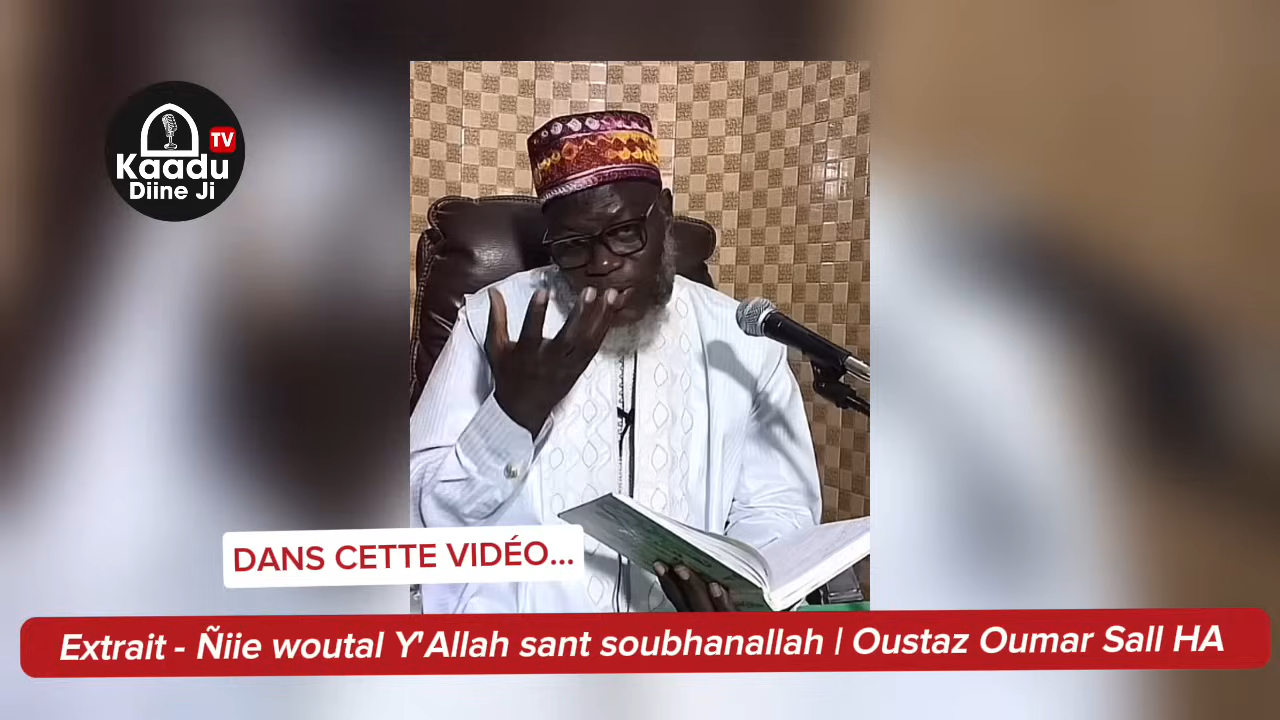 TV
Kaadu
Diine Ji
DANS CETTE VIDÉO...
Extrait - Ñiie woutal Y'Allah sant soubhanallah | Oustaz Oumar Sall HA